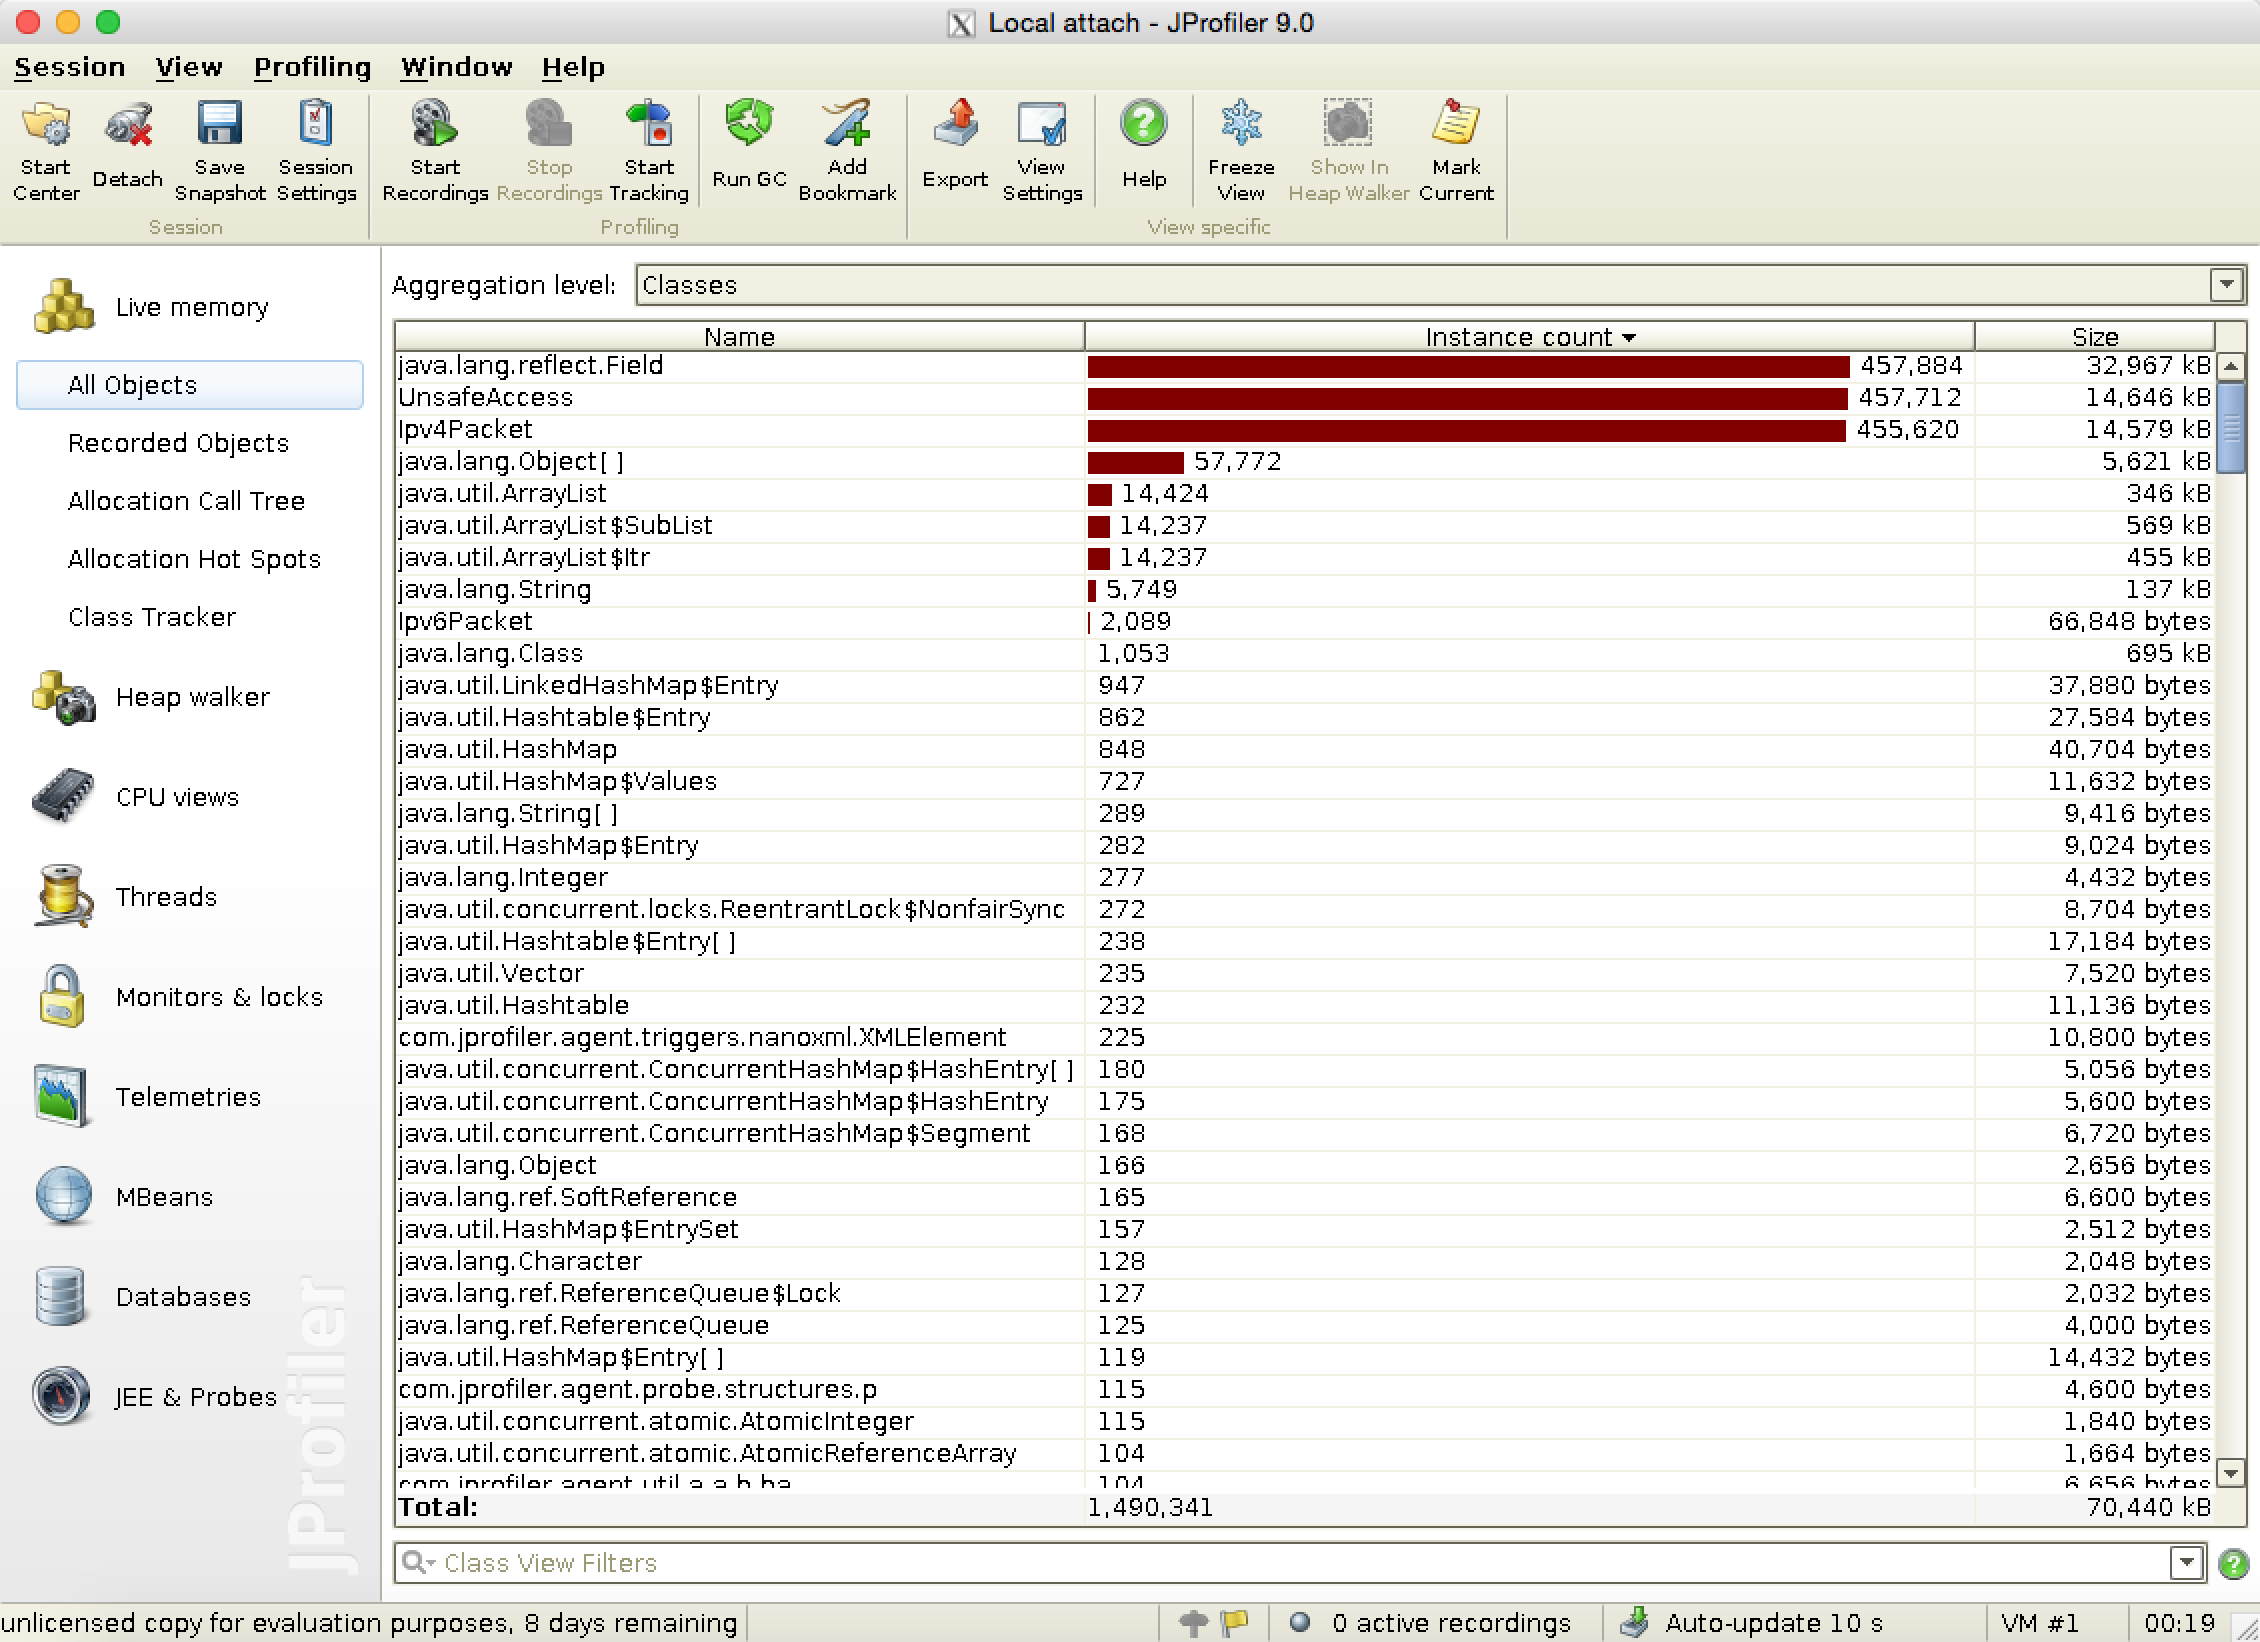 Local attach - JProfiler 9.0
Session View Profiling Window Help
Start Center
Detach
Save Snapshot
Session Settings
Start Recordings
Stop Recordings
Start Tracking
Run GC
Add Bookmark
Export
View Settings
Help
Freeze View
Show In Heap Walker
Mark Current
Session
Profiling
View specific
Live memory
All Objects
Recorded Objects
Allocation Call Tree
Allocation Hot Spots
Class Tracker
Heap walker
CPU views
Threads
Monitors & locks
Telemetries
MBeans
Databases
JEE & Probes
JProfiler
Aggregation level: Classes
Name Instance count Size
java.lang.reflect.Field 457,884 32,967 kB
UnsafeAccess 457,712 14,646 kB
Ipv4Packet 455,620 14,579 kB
java.lang.Object[ ] 57,772 5,621 kB
java.util.ArrayList 14,424 346 kB
java.util.ArrayList$SubList 14,237 569 kB
java.util.ArrayList$Itr 14,237 455 kB
java.lang.String 5,749 137 kB
Ipv6Packet 2,089 66,848 bytes
java.lang.Class 1,053 695 kB
java.util.LinkedHashMap$Entry 947 37,880 bytes
java.util.Hashtable$Entry 862 27,584 bytes
java.util.HashMap 848 40,704 bytes
java.util.HashMap$Values 727 11,632 bytes
java.lang.String[ ] 289 9,416 bytes
java.util.HashMap$Entry 282 9,024 bytes
java.lang.Integer 277 4,432 bytes
java.util.concurrent.locks.ReentrantLock$NonfairSync 272 8,704 bytes
java.util.Hashtable$Entry[ ] 238 17,184 bytes
java.util.Vector 235 7,520 bytes
java.util.Hashtable 232 11,136 bytes
com.jprofiler.agent.triggers.nanoxml.XMLElement 225 10,800 bytes
java.util.concurrent.ConcurrentHashMap$HashEntry[ ] 180 5,056 bytes
java.util.concurrent.ConcurrentHashMap$HashEntry 175 5,600 bytes
java.util.concurrent.ConcurrentHashMap$Segment 168 6,720 bytes
java.lang.Object 166 2,656 bytes
java.lang.ref.SoftReference 165 6,600 bytes
java.util.HashMap$EntrySet 157 2,512 bytes
java.lang.Character 128 2,048 bytes
java.lang.ref.ReferenceQueue$Lock 127 2,032 bytes
java.lang.ref.ReferenceQueue 125 4,000 bytes
java.util.HashMap$Entry[ ] 119 14,432 bytes
com.jprofiler.agent.probe.structures.p 115 4,600 bytes
java.util.concurrent.atomic.AtomicInteger 115 1,840 bytes
java.util.concurrent.atomic.AtomicReferenceArray 104 1,664 bytes
com.jprofiler.agent.util.a.a.b.ba 104 6,656 bytes
Total: 1,490,341 70,440 kB
Class View Filters
unlicensed copy for evaluation purposes, 8 days remaining
0 active recordings
Auto-update 10 s
VM #1
00:19